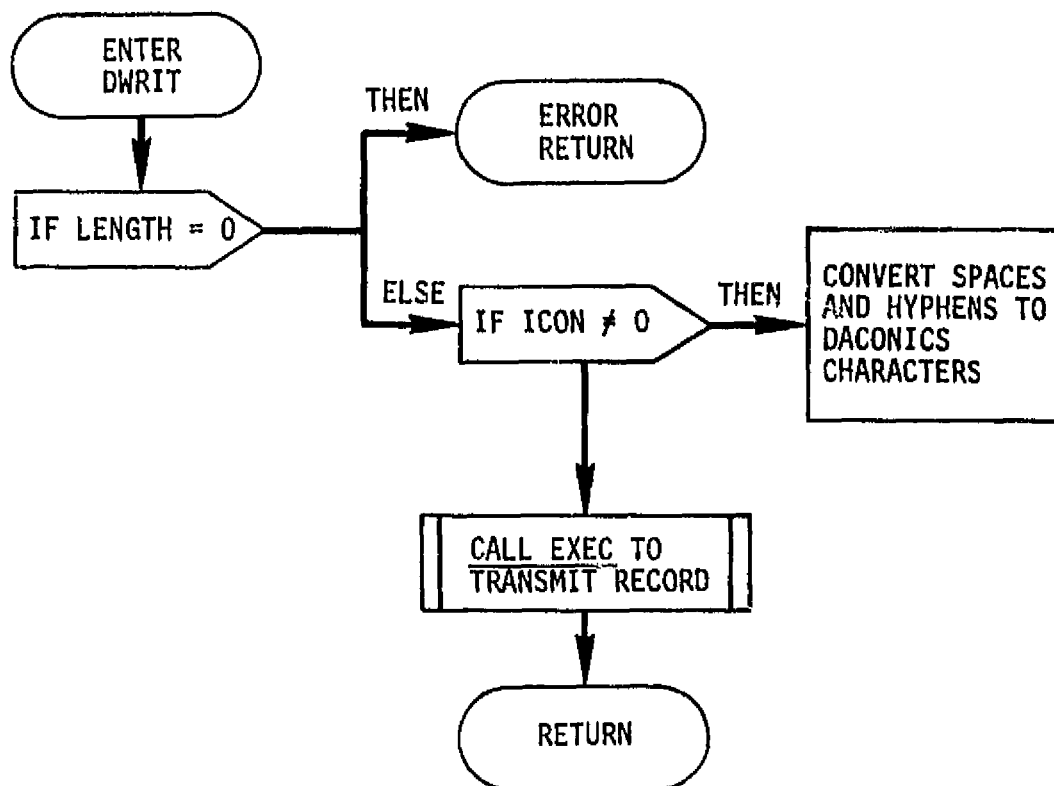 ENTER
DWRIT
THEN
ERROR
RETURN
IF LENGTH = 0
ELSE
IF ICON ≠ 0
THEN
CONVERT SPACES
AND HYPHENS TO
DACONICS
CHARACTERS
CALL EXEC TO
TRANSMIT RECORD
RETURN